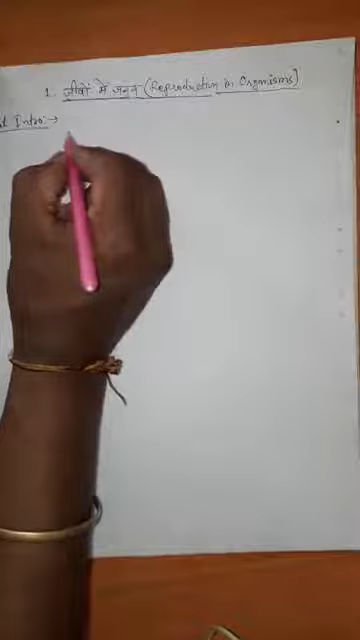 1. जीवों में जनन (Reproduction in Organisms)
Intro:→